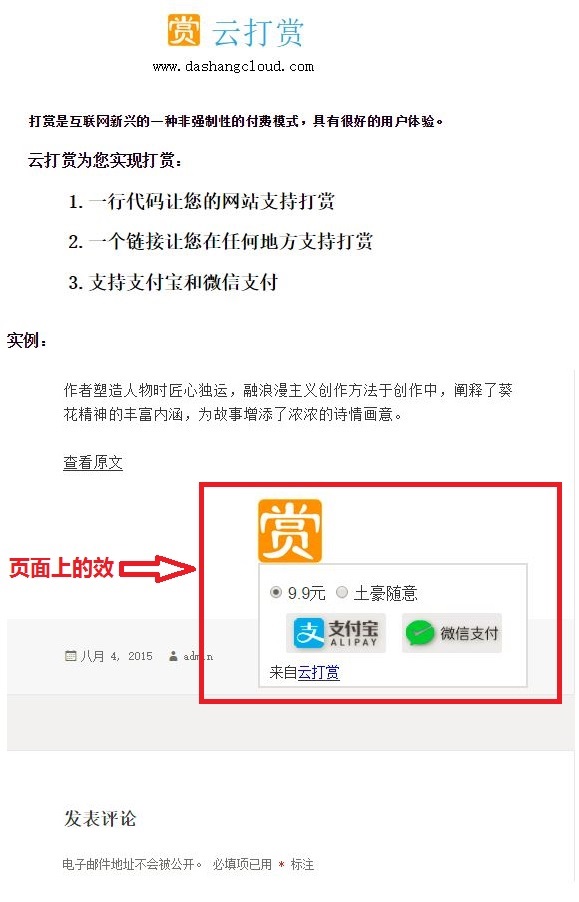 赏 云打赏
www.dashangcloud.com
打赏是互联网新兴的一种非强制性的付费模式，具有很好的用户体验。
云打赏为您实现打赏：
1. 一行代码让您的网站支持打赏
2. 一个链接让您在任何地方支持打赏
3. 支持支付宝和微信支付
实例：
作者塑造人物时匠心独运，融浪漫主义创作方法于创作中，阐释了葵
花精神的丰富内涵，为故事增添了浓浓的诗情画意。
查看原文
赏
页面上的效
9.9元 土豪随意
支 支付宝 ALIPAY 微信支付
八月 4, 2015 admin
来自云打赏
发表评论
电子邮件地址不会被公开。 必填项已用 * 标注